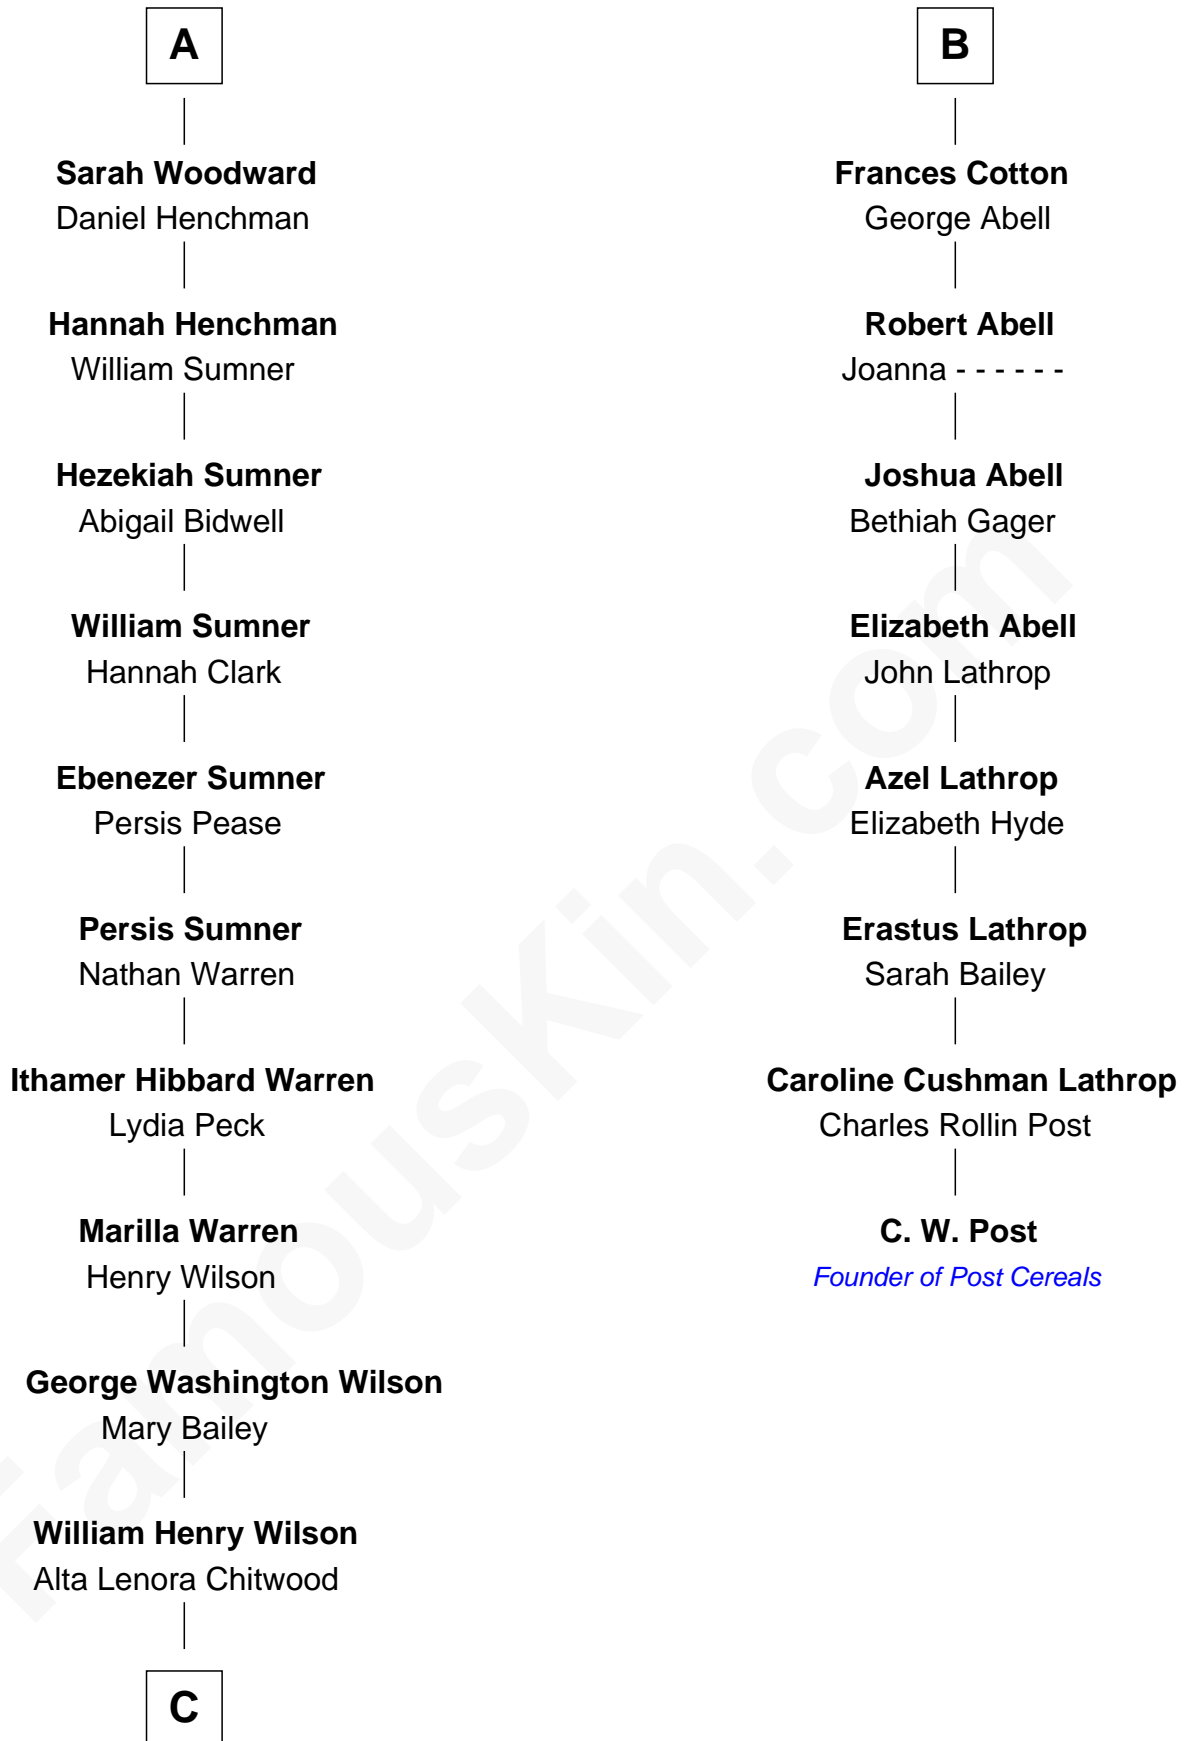 A
Sarah Woodward
Daniel Henchman
Hannah Henchman
William Sumner
Hezekiah Sumner
Abigail Bidwell
William Sumner
Hannah Clark
Ebenezer Sumner
Persis Pease
Persis Sumner
Nathan Warren
Ithamer Hibbard Warren
Lydia Peck
Marilla Warren
Henry Wilson
George Washington Wilson
Mary Bailey
William Henry Wilson
Alta Lenora Chitwood
C
B
Frances Cotton
George Abell
Robert Abell
Joanna - - - - - -
Joshua Abell
Bethiah Gager
Elizabeth Abell
John Lathrop
Azel Lathrop
Elizabeth Hyde
Erastus Lathrop
Sarah Bailey
Caroline Cushman Lathrop
Charles Rollin Post
C. W. Post
Founder of Post Cereals
FamousKin.com